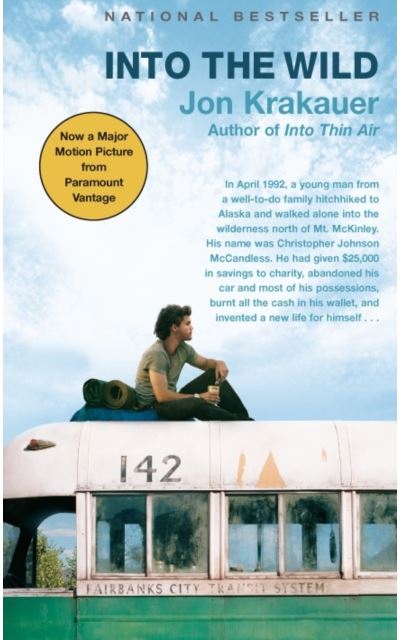 NATIONAL BESTSELLER
INTO THE WILD
Jon Krakauer
Author of Into Thin Air
Now a Major
Motion Picture
from
Paramount
Vantage
In April 1992, a young man from
a well-to-do family hitchhiked to
Alaska and walked alone into the
wilderness north of Mt. McKinley.
His name was Christopher Johnson
McCandless. He had given $25,000
in savings to charity, abandoned his
car and most of his possessions,
burnt all the cash in his wallet, and
invented a new life for himself . . .
142
FAIRBANKS CITY TRANSIT SYSTEM